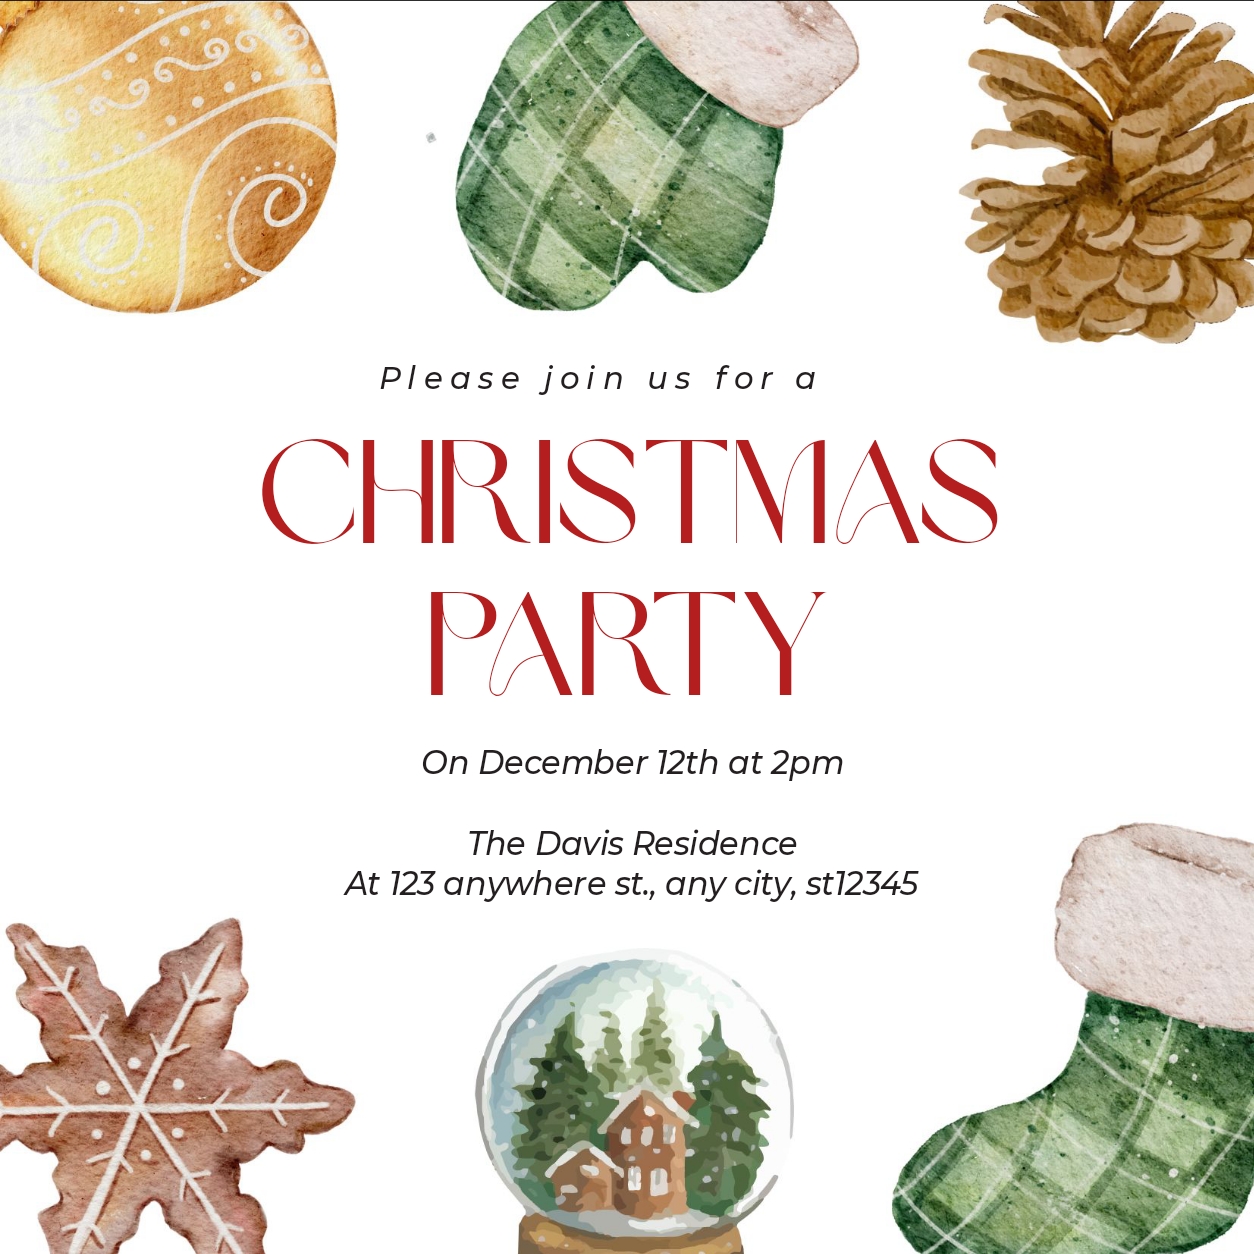 Please join us for a
CHRISTMAS
PARTY
On December 12th at 2pm
The Davis Residence
At 123 anywhere st., any city, st12345